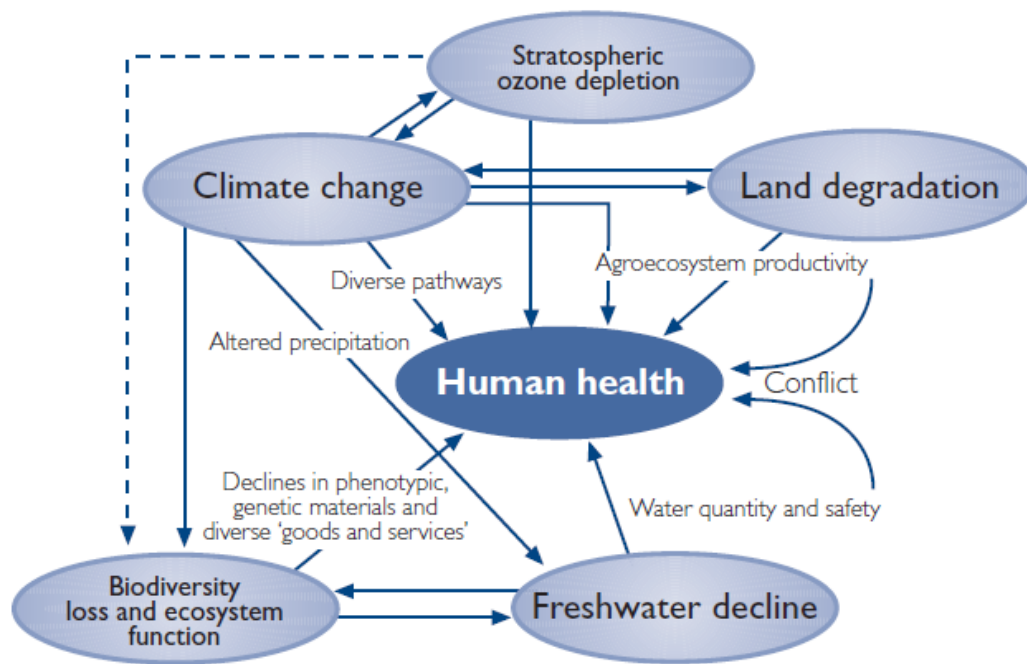 Stratospheric
ozone depletion
Climate change
Land degradation
Agroecosystem productivity
Diverse pathways
Altered precipitation
Human health
Conflict
Declines in phenotypic,
genetic materials and
diverse ‘goods and services’
Water quantity and safety
Biodiversity
loss and ecosystem
function
Freshwater decline